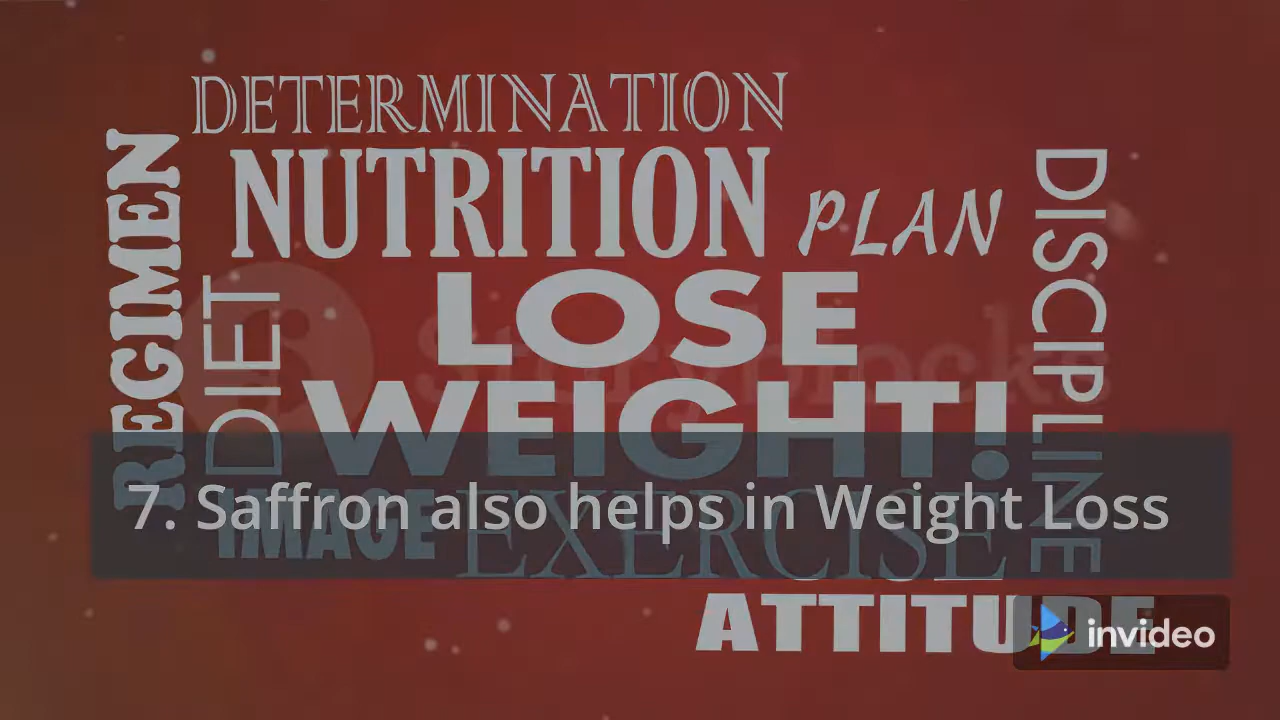 DETERMINATION
REGIMEN
NUTRITION
PLAN
DISCIPLINE
DIET
LOSE
WEIGHT!
Storyblocks
7. Saffron also helps in Weight Loss
IMAGE
EXERCISE
ATTITUDE
invideo